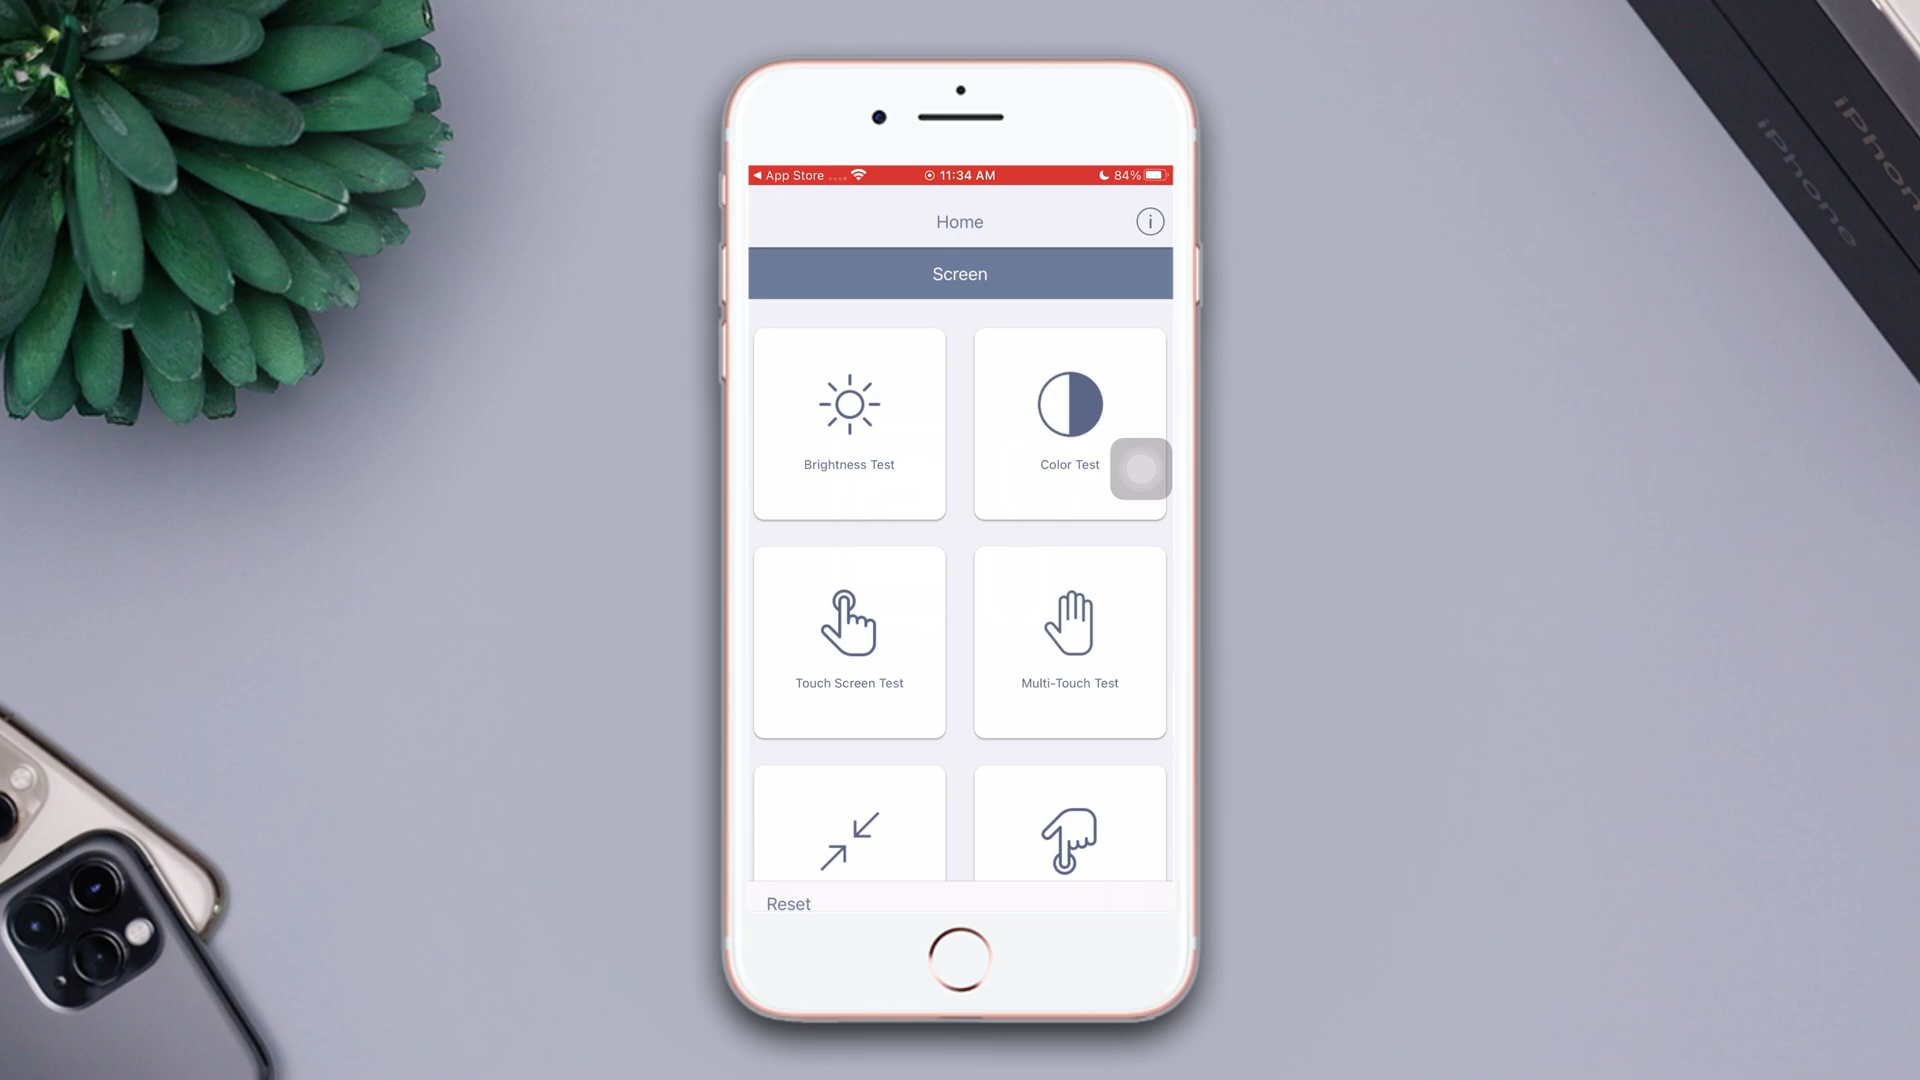 App Store
11:34 AM
84%
Home
i
Screen
Brightness Test
Color Test
Touch Screen Test
Multi-Touch Test
Reset
iPhone
iPhon